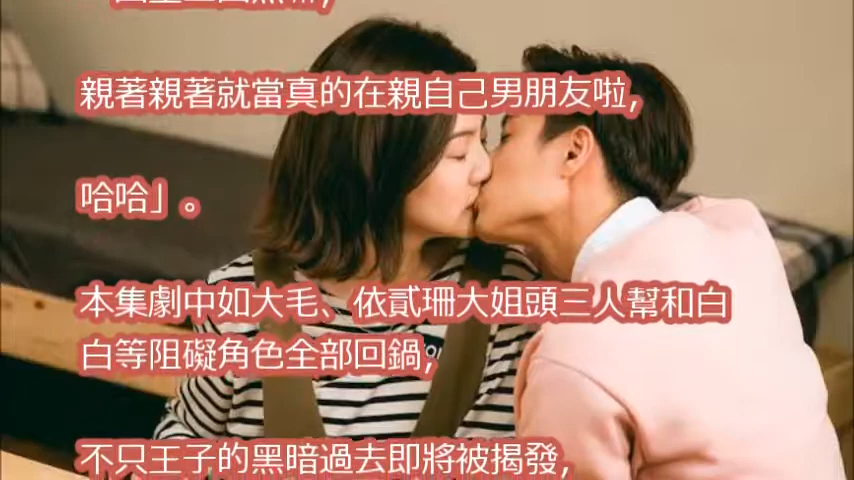 親著親著就當真的在親自己男朋友啦,
哈哈」。
本集劇中如大毛、依貳珊大姐頭三人幫和白
白等阻礙角色全部回鍋,
不只王子的黑暗過去即將被揭發,